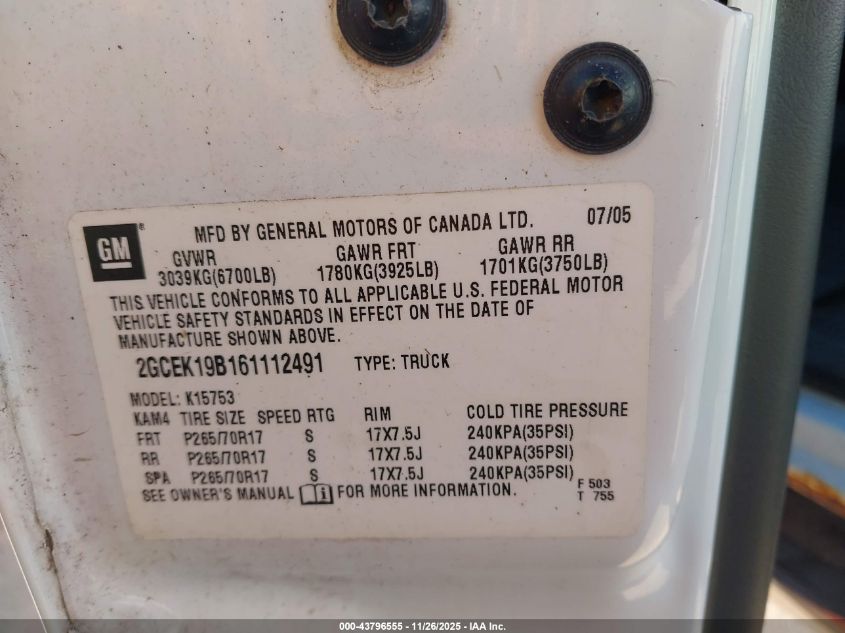 GM
MFD BY GENERAL MOTORS OF CANADA LTD. 07/05
GVWR GAWR FRT GAWR RR
3039KG(6700LB) 1780KG(3925LB) 1701KG(3750LB)
THIS VEHICLE CONFORMS TO ALL APPLICABLE U.S. FEDERAL MOTOR
VEHICLE SAFETY STANDARDS IN EFFECT ON THE DATE OF
MANUFACTURE SHOWN ABOVE.
2GCEK19B161112491 TYPE: TRUCK
MODEL: K15753
KAM4 TIRE SIZE SPEED RTG RIM COLD TIRE PRESSURE
FRT P265/70R17 S 17X7.5J 240KPA(35PSI)
RR P265/70R17 S 17X7.5J 240KPA(35PSI)
SPA P265/70R17 S 17X7.5J 240KPA(35PSI)
SEE OWNER'S MANUAL FOR MORE INFORMATION.
F 503
T 755
000-43796555 - 11/26/2025 - IAA Inc.